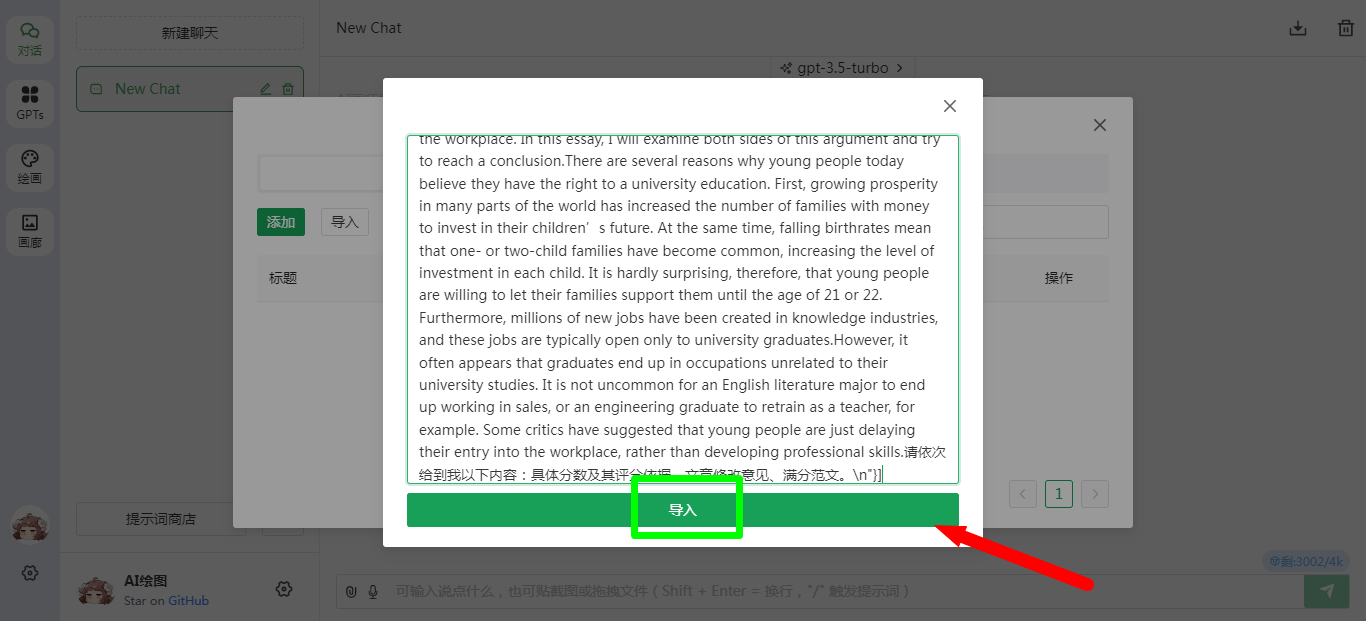 对话
GPTs
绘画
画廊
新建聊天
New Chat
提示词商店
AI绘图
Star on GitHub
New Chat
gpt-3.5-turbo
添加
导入
标题
操作
1
the workplace. In this essay, I will examine both sides of this argument and try
to reach a conclusion.There are several reasons why young people today
believe they have the right to a university education. First, growing prosperity
in many parts of the world has increased the number of families with money
to invest in their children’s future. At the same time, falling birthrates mean
that one- or two-child families have become common, increasing the level of
investment in each child. It is hardly surprising, therefore, that young people
are willing to let their families support them until the age of 21 or 22.
Furthermore, millions of new jobs have been created in knowledge industries,
and these jobs are typically open only to university graduates.However, it
often appears that graduates end up in occupations unrelated to their
university studies. It is not uncommon for an English literature major to end
up working in sales, or an engineering graduate to retrain as a teacher, for
example. Some critics have suggested that young people are just delaying
their entry into the workplace, rather than developing professional skills.请依次
给到我以下内容：具体分数及其评分依据、文章修改意见、满分范文。\n"}]
导入
剩:3002/4k
可输入说点什么，也可贴截图或拖拽文件（Shift + Enter = 换行，"/" 触发提示词）